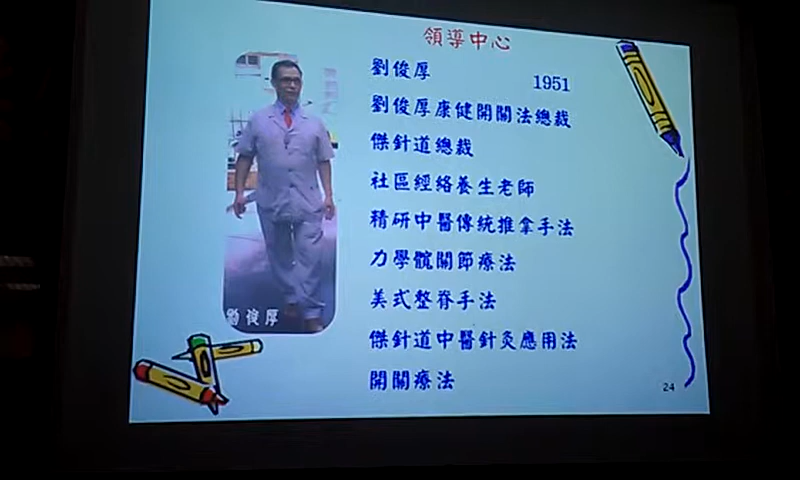 領導中心
劉俊厚
1951
劉俊厚康健開關法總裁
傑針道總裁
社區經絡養生老師
精研中醫傳統推拿手法
力學髖關節療法
美式整脊手法
傑針道中醫針灸應用法
開關療法
劉俊厚
24